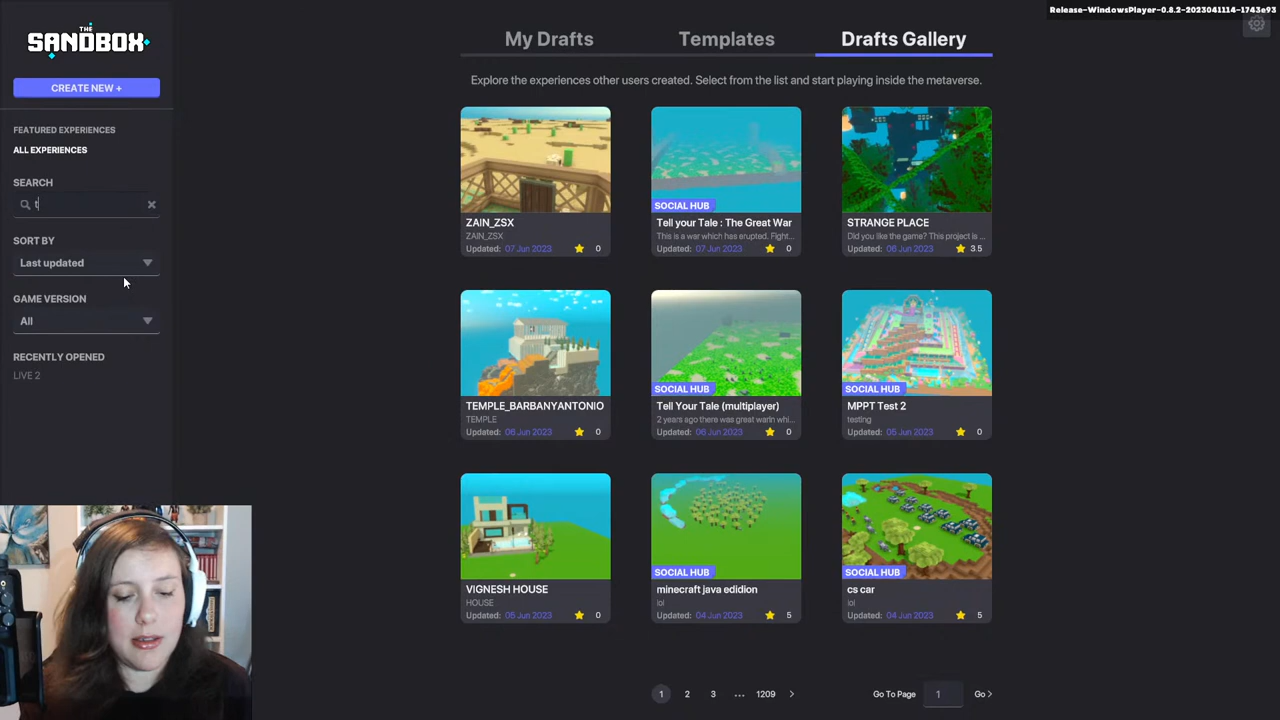 Release-WindowsPlayer-0.8.2-2023041114-1743e93
THE
SANDBOX
CREATE NEW +
FEATURED EXPERIENCES
ALL EXPERIENCES
SEARCH
t
SORT BY
Last updated
GAME VERSION
All
RECENTLY OPENED
LIVE 2
My Drafts
Templates
Drafts Gallery
Explore the experiences other users created. Select from the list and start playing inside the metaverse.
ZAIN_ZSX
ZAIN_ZSX
Updated: 07 Jun 2023 0
SOCIAL HUB
Tell your Tale : The Great War
This is a war which has erupted. Fight...
Updated: 07 Jun 2023 0
STRANGE PLACE
Did you like the game? This project is ...
Updated: 06 Jun 2023 3.5
TEMPLE_BARBANYANTONIO
TEMPLE
Updated: 06 Jun 2023 0
SOCIAL HUB
Tell Your Tale (multiplayer)
2 years ago there was great warin whi...
Updated: 06 Jun 2023 0
SOCIAL HUB
MPPT Test 2
testing
Updated: 05 Jun 2023 0
VIGNESH HOUSE
HOUSE
Updated: 05 Jun 2023 0
SOCIAL HUB
minecraft java edidion
lol
Updated: 04 Jun 2023 5
SOCIAL HUB
cs car
lol
Updated: 04 Jun 2023 5
1 2 3 ... 1209 >
Go To Page 1 Go >